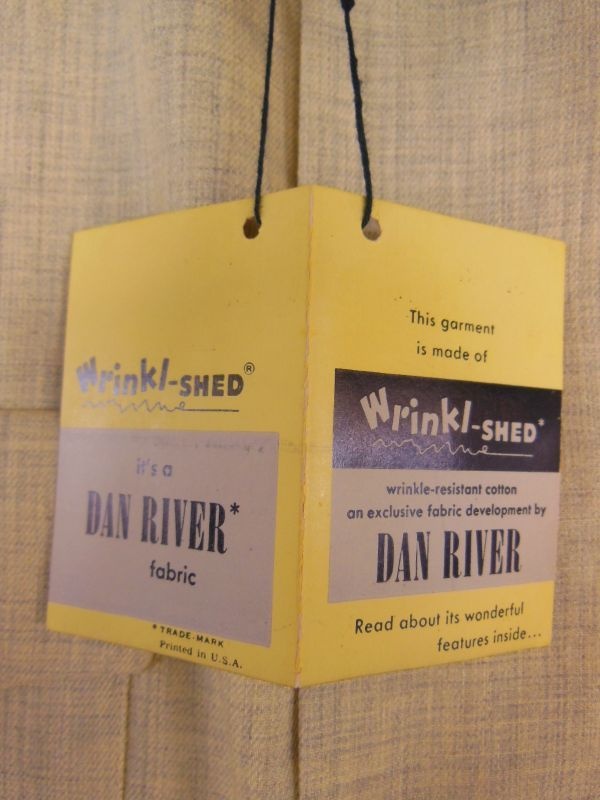 Wrinkl-SHED®
it's a
DAN RIVER*
fabric
*TRADE-MARK
Printed in U.S.A.
This garment
is made of
Wrinkl-SHED*
wrinkle-resistant cotton
an exclusive fabric development by
DAN RIVER
Read about its wonderful
features inside...